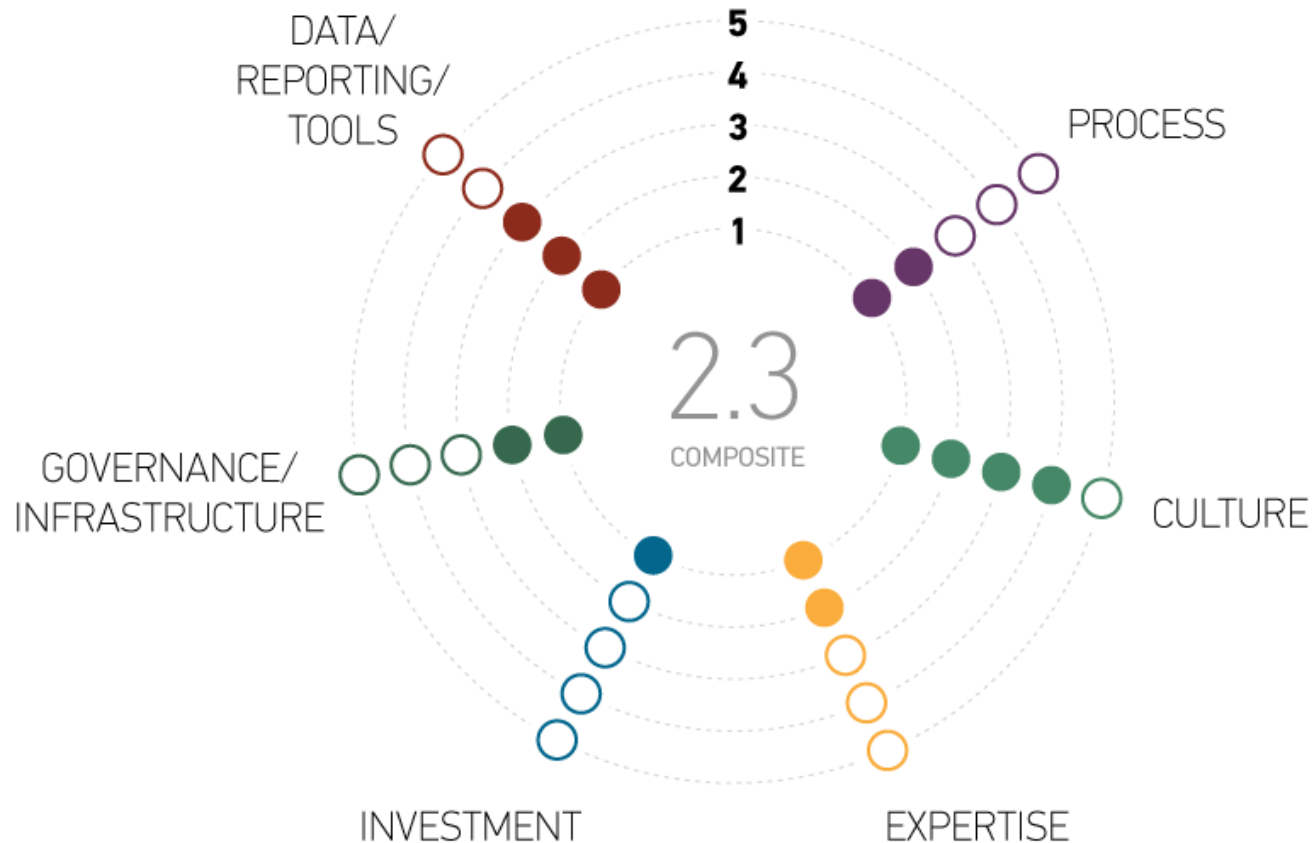 5
4
3
2
1
DATA/
REPORTING/
TOOLS
PROCESS
2.3
COMPOSITE
GOVERNANCE/
INFRASTRUCTURE
CULTURE
INVESTMENT
EXPERTISE